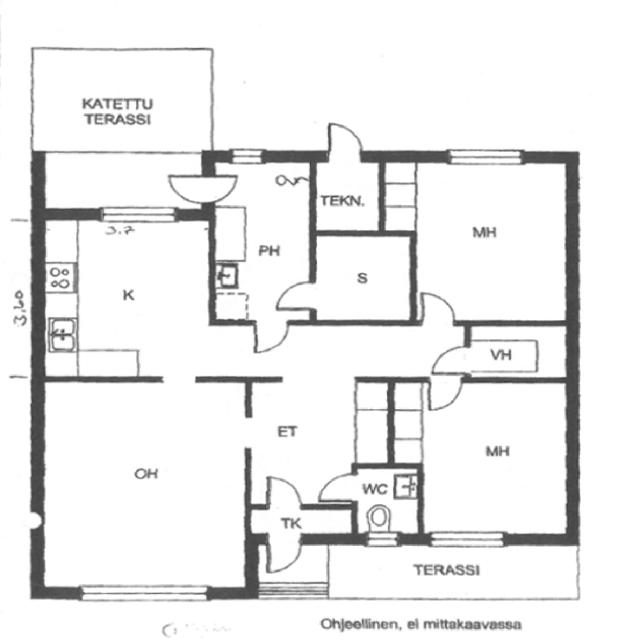 KATETTU
TERASSI
TEKN.
MH
PH
3.7
S
K
3,60
VH
ET
MH
OH
WC
TK
TERASSI
Ohjeellinen, ei mittakaavassa